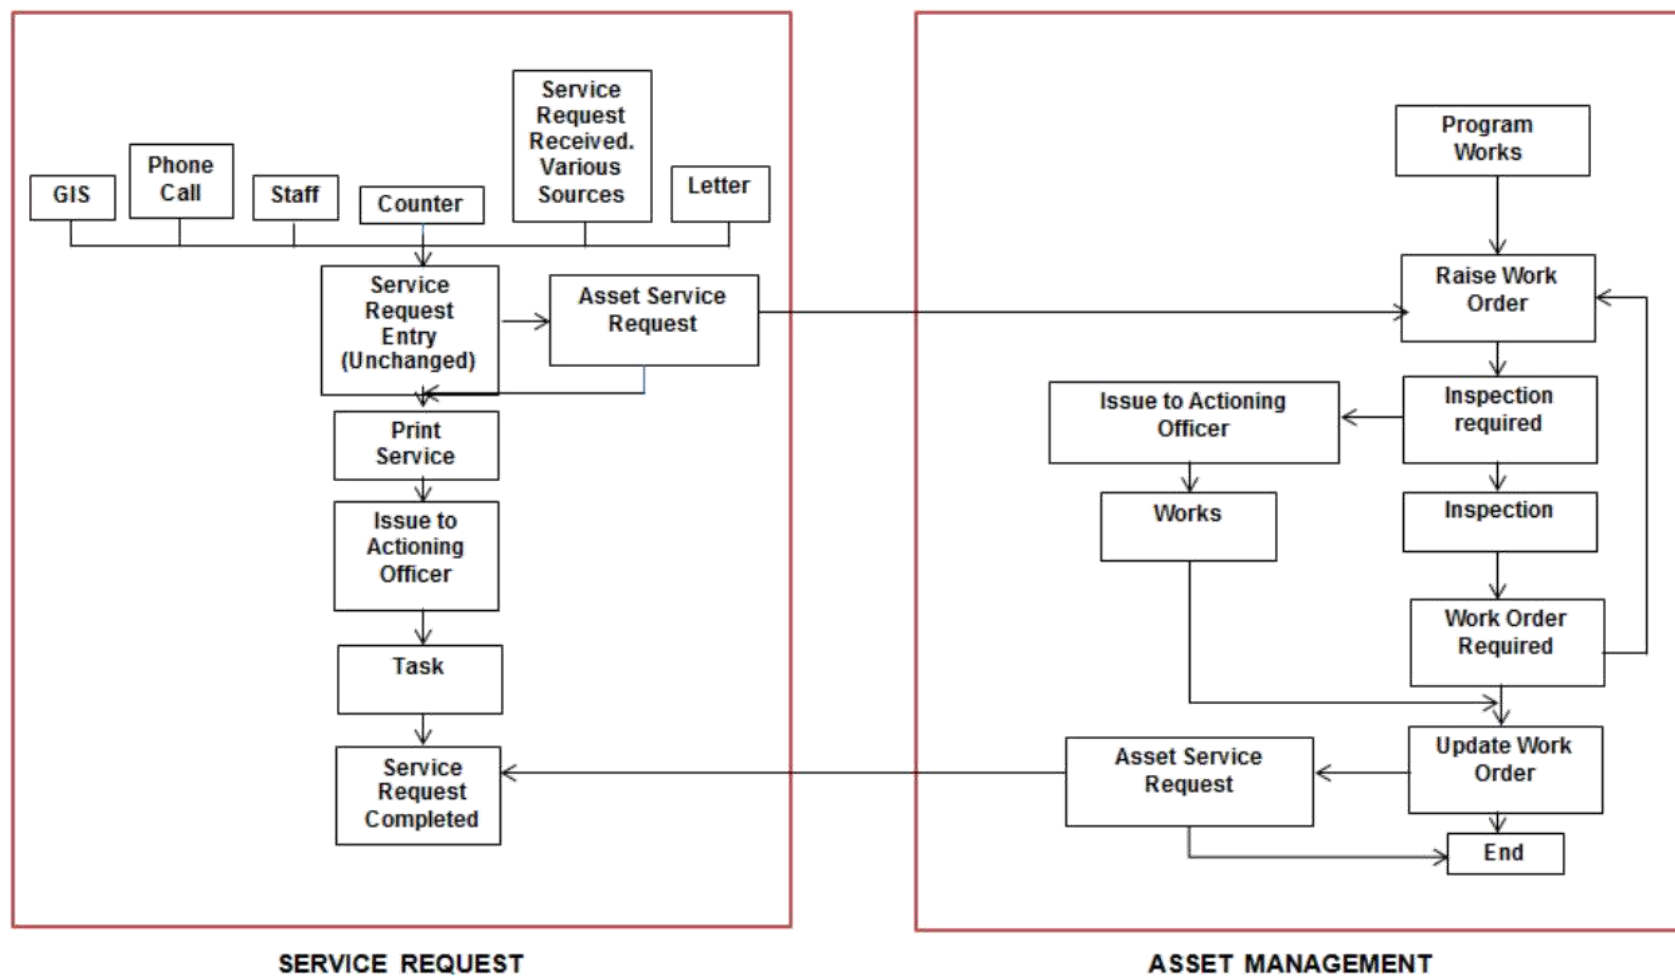 Service
Request
Received.
Various
Sources
Phone
Call
GIS
Staff
Counter
Letter
Service
Request
Entry
(Unchanged)
Asset Service
Request
Print
Service
Issue to
Actioning
Officer
Task
Service
Request
Completed
SERVICE REQUEST
Program
Works
Raise Work
Order
Inspection
required
Issue to Actioning
Officer
Works
Inspection
Work Order
Required
Update Work
Order
Asset Service
Request
End
ASSET MANAGEMENT